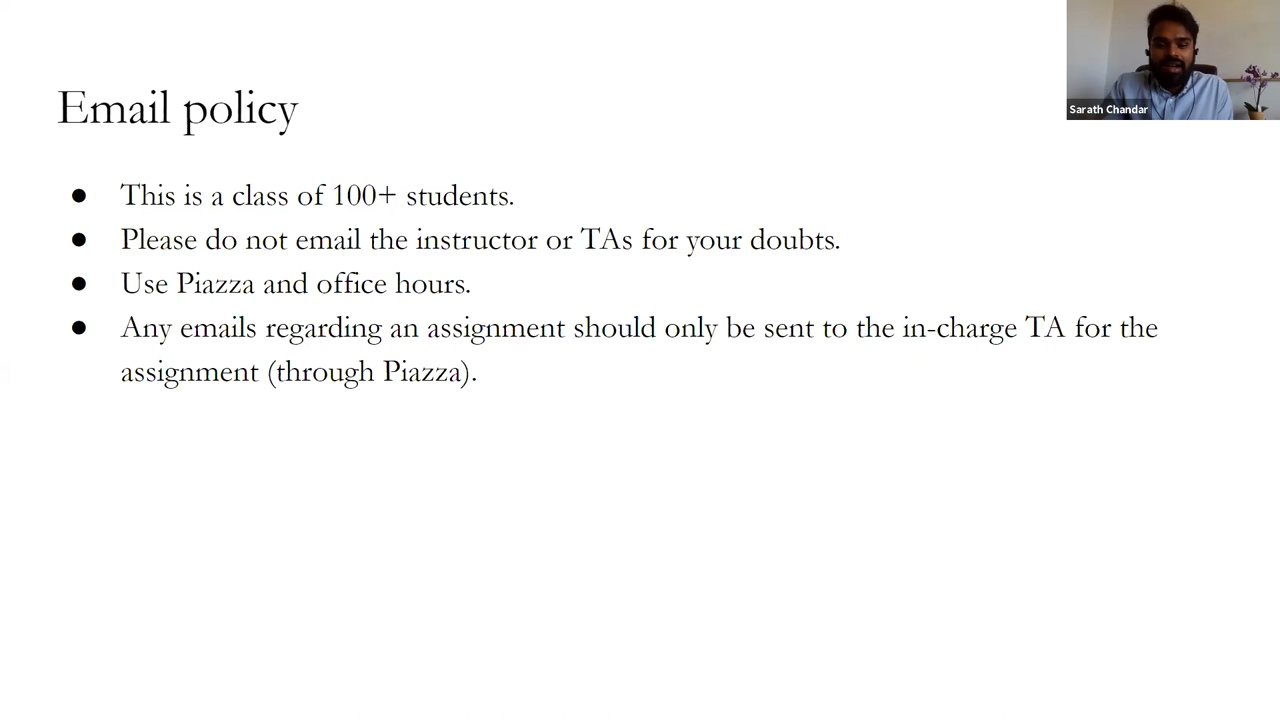 Sarath Chandar
Email policy
● This is a class of 100+ students.
● Please do not email the instructor or TAs for your doubts.
● Use Piazza and office hours.
● Any emails regarding an assignment should only be sent to the in-charge TA for the
assignment (through Piazza).